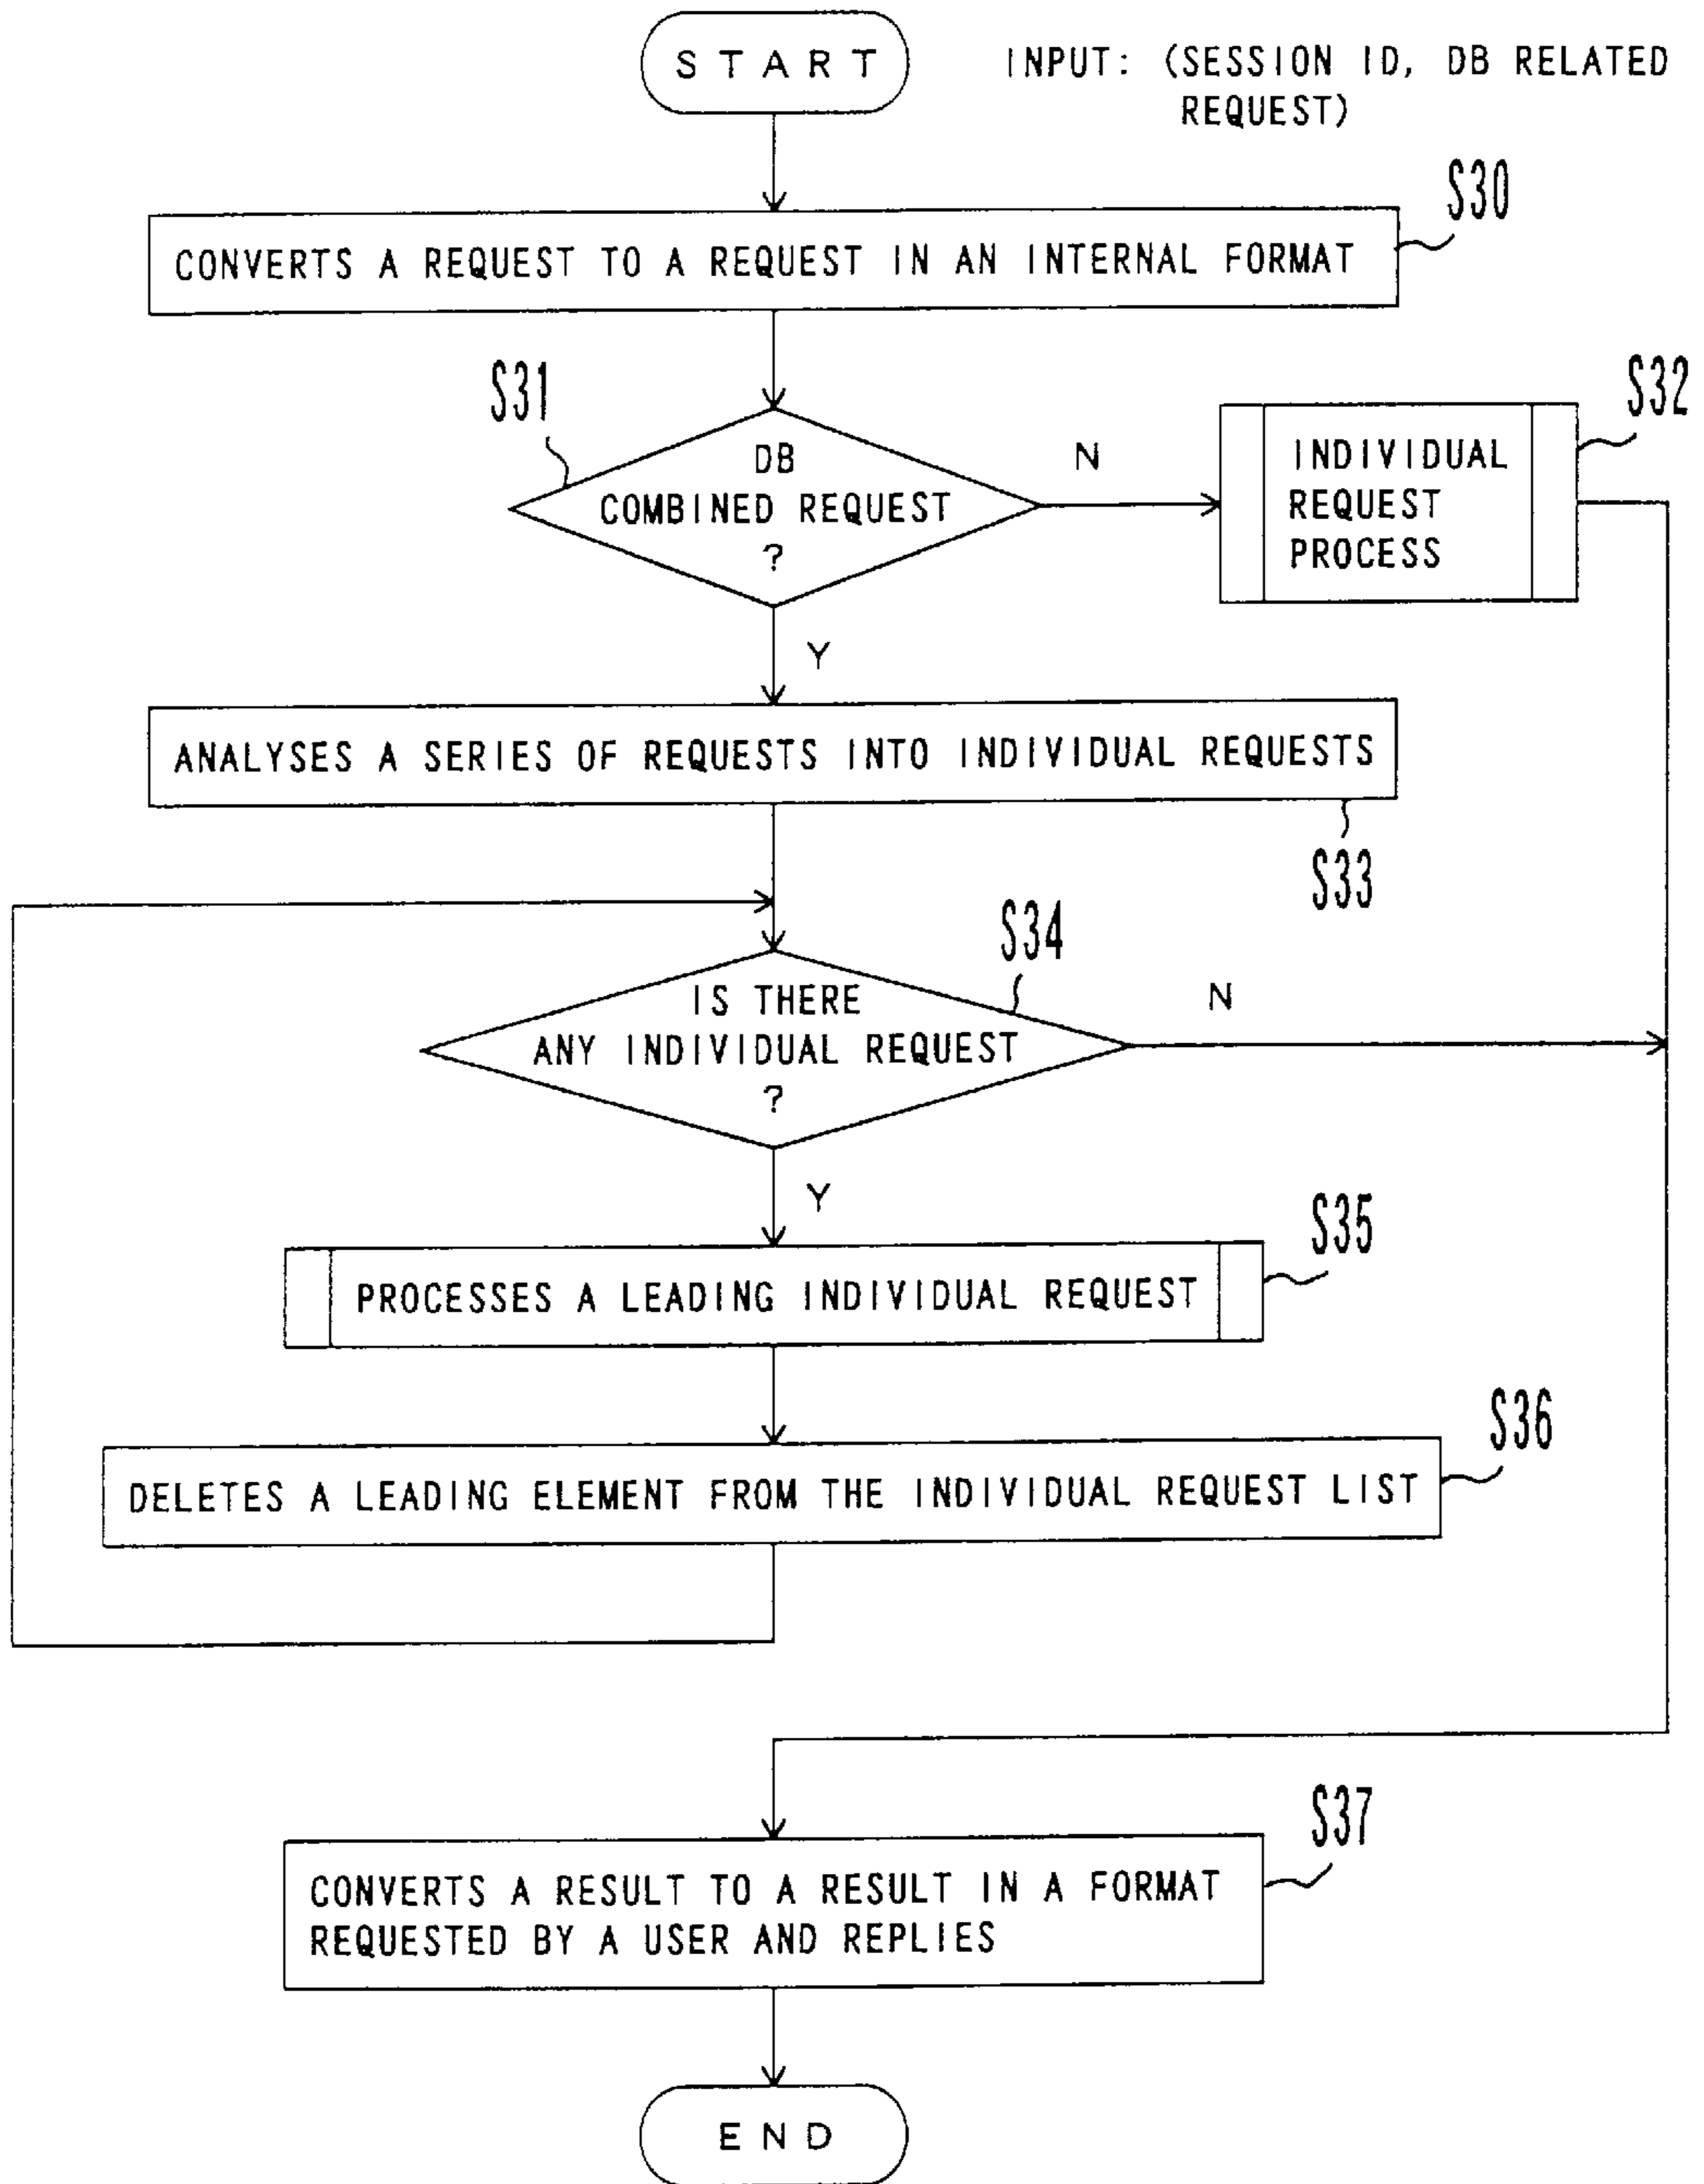 START
INPUT: (SESSION ID, DB RELATED
REQUEST)
S30
CONVERTS A REQUEST TO A REQUEST IN AN INTERNAL FORMAT
S31
DB
COMBINED REQUEST
?
N
S32
INDIVIDUAL
REQUEST
PROCESS
Y
ANALYSES A SERIES OF REQUESTS INTO INDIVIDUAL REQUESTS
S33
S34
IS THERE
ANY INDIVIDUAL REQUEST
?
N
Y
S35
PROCESSES A LEADING INDIVIDUAL REQUEST
S36
DELETES A LEADING ELEMENT FROM THE INDIVIDUAL REQUEST LIST
S37
CONVERTS A RESULT TO A RESULT IN A FORMAT
REQUESTED BY A USER AND REPLIES
END